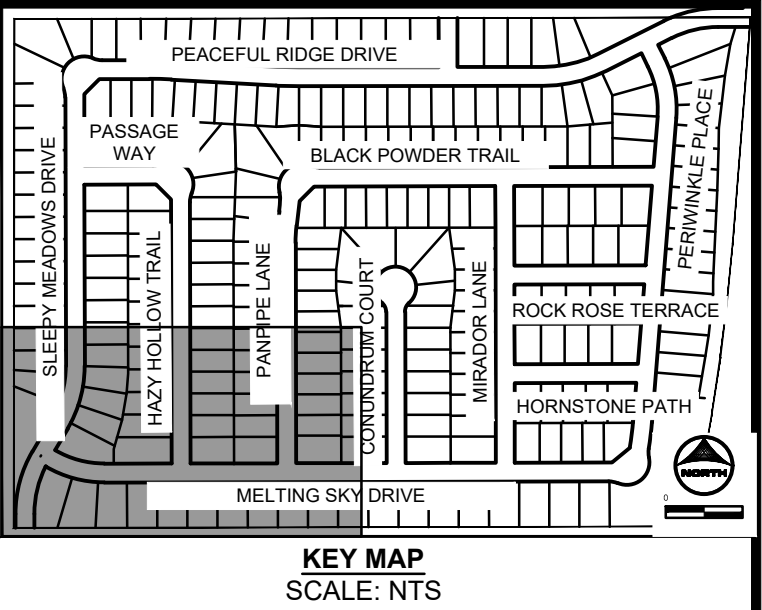 PEACEFUL RIDGE DRIVE
PASSAGE
WAY
BLACK POWDER TRAIL
SLEEPY MEADOWS DRIVE
HAZY HOLLOW TRAIL
PANPIPE LANE
CONUNDRUM COURT
MIRADOR LANE
PERIWINKLE PLACE
ROCK ROSE TERRACE
HORNSTONE PATH
MELTING SKY DRIVE
NORTH
0
KEY MAP
SCALE: NTS